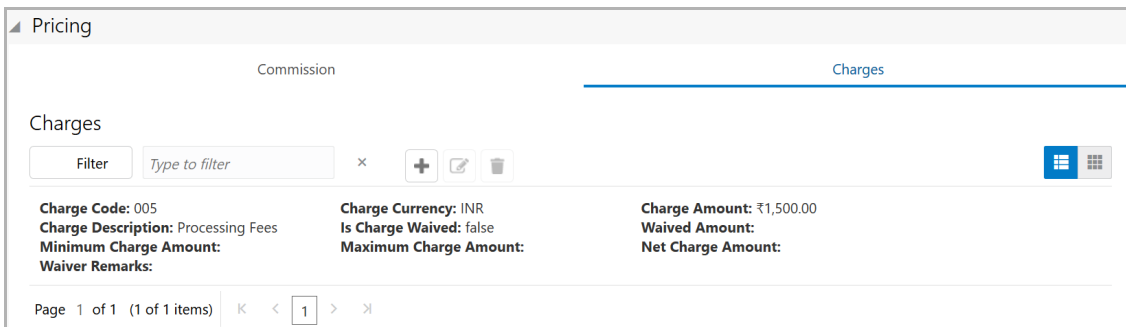 Pricing
Commission Charges
Charges
Filter Type to filter ×
Charge Code: 005 Charge Currency: INR Charge Amount: ₹1,500.00
Charge Description: Processing Fees Is Charge Waived: false Waived Amount:
Minimum Charge Amount: Maximum Charge Amount: Net Charge Amount:
Waiver Remarks:
Page 1 of 1 (1 of 1 items) 1